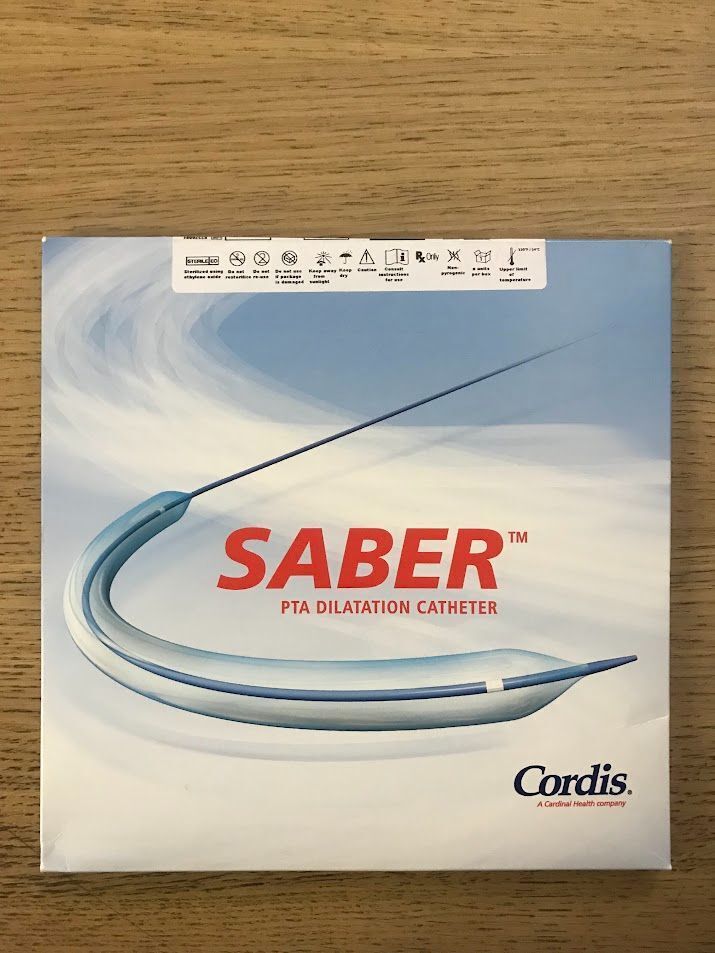 STERILE EO
Rx Only
130°F / 54°C
Sterilized using ethylene oxide
Do not resterilize
Do not re-use
Do not use if package is damaged
Keep away from sunlight
Keep dry
Caution
Consult instructions for use
Non-pyrogenic
n units per box
Upper limit of temperature
SABER™
PTA DILATATION CATHETER
Cordis®
A Cardinal Health company